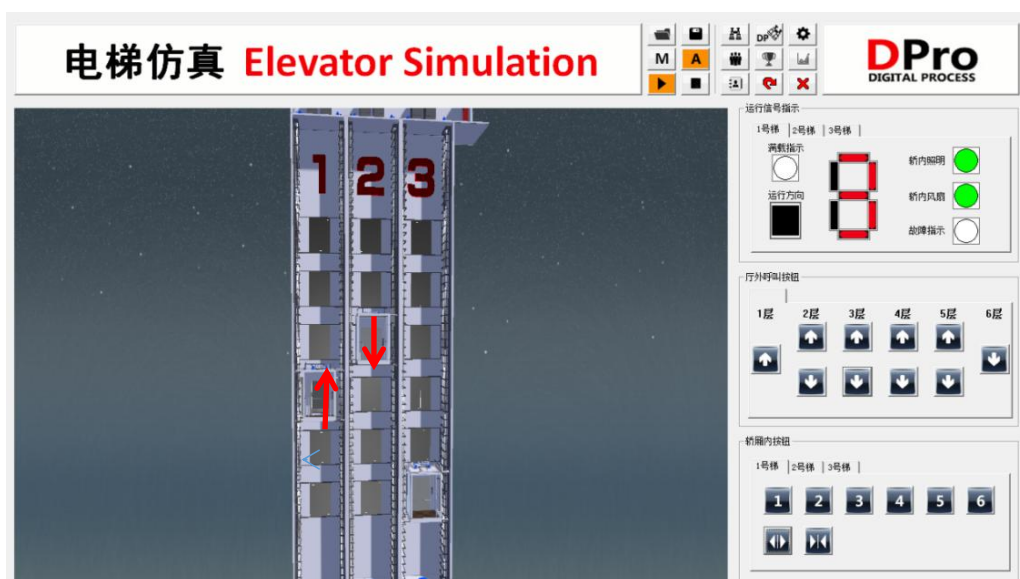 电梯仿真 Elevator Simulation
M A
DP
DPro
DIGITAL PROCESS
运行信号指示
1号梯 2号梯 3号梯
满载指示
轿内照明
运行方向
轿内风扇
故障指示
1 2 3
厅外呼叫按钮
1层 2层 3层 4层 5层 6层
轿厢内按钮
1号梯 2号梯 3号梯
1 2 3 4 5 6